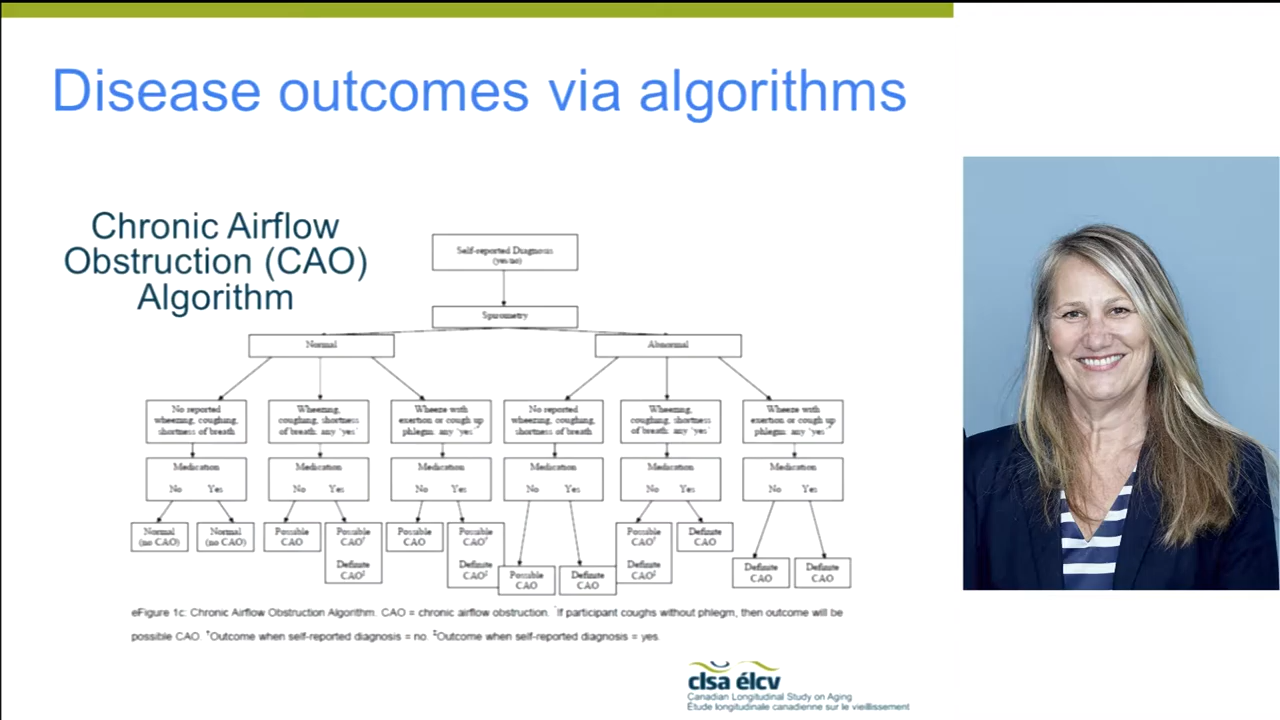 Disease outcomes via algorithms
Chronic Airflow
Obstruction (CAO)
Algorithm
Self-reported Diagnosis
(yes/no)
Spirometry
Normal
Abnormal
No reported
wheezing, coughing,
shortness of breath
Wheezing,
coughing, shortness
of breath: any 'yes'
Wheeze with
exertion or cough up
phlegm: any 'yes'*
No reported
wheezing, coughing,
shortness of breath
Wheezing,
coughing, shortness
of breath: any 'yes'
Wheeze with
exertion or cough up
phlegm: any 'yes'*
Medication
No Yes
Medication
No Yes
Medication
No Yes
Medication
No Yes
Medication
No Yes
Medication
No Yes
Normal
(no CAO)
Normal
(no CAO)
Possible
CAO
Possible
CAO†
Definite
CAO‡
Possible
CAO
Possible
CAO†
Definite
CAO‡
Possible
CAO
Definite
CAO
Possible
CAO†
Definite
CAO‡
Definite
CAO
Definite
CAO
Definite
CAO
eFigure 1c: Chronic Airflow Obstruction Algorithm. CAO = chronic airflow obstruction. *If participant coughs without phlegm, then outcome will be
possible CAO. †Outcome when self-reported diagnosis = no. ‡Outcome when self-reported diagnosis = yes.
clsa élcv
Canadian Longitudinal Study on Aging
Étude longitudinale canadienne sur le vieillissement